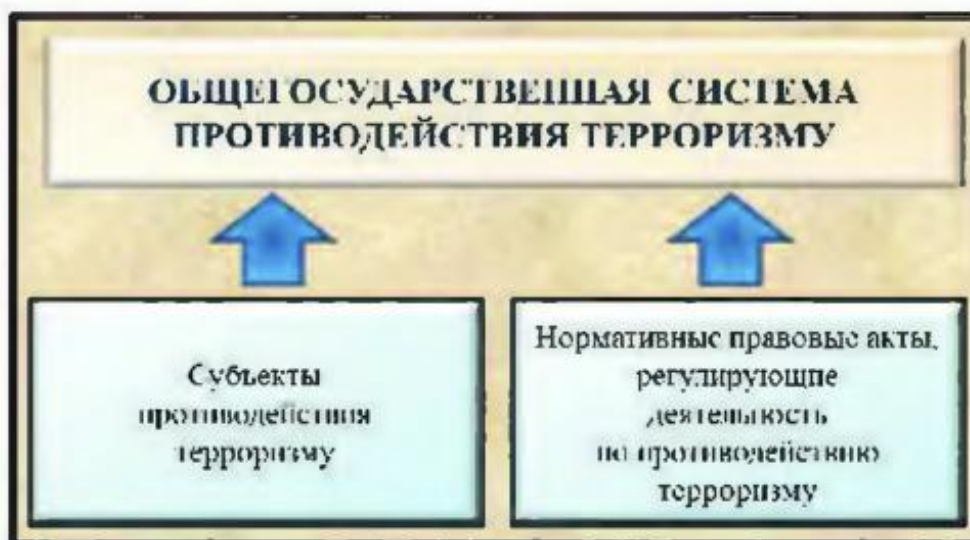 ОБЩЕГОСУДАРСТВЕННАЯ СИСТЕМА
ПРОТИВОДЕЙСТВИЯ ТЕРРОРИЗМУ
Субъекты
противодействия
терроризму
Нормативные правовые акты,
регулирующие
деятельность
по противодействию
терроризму